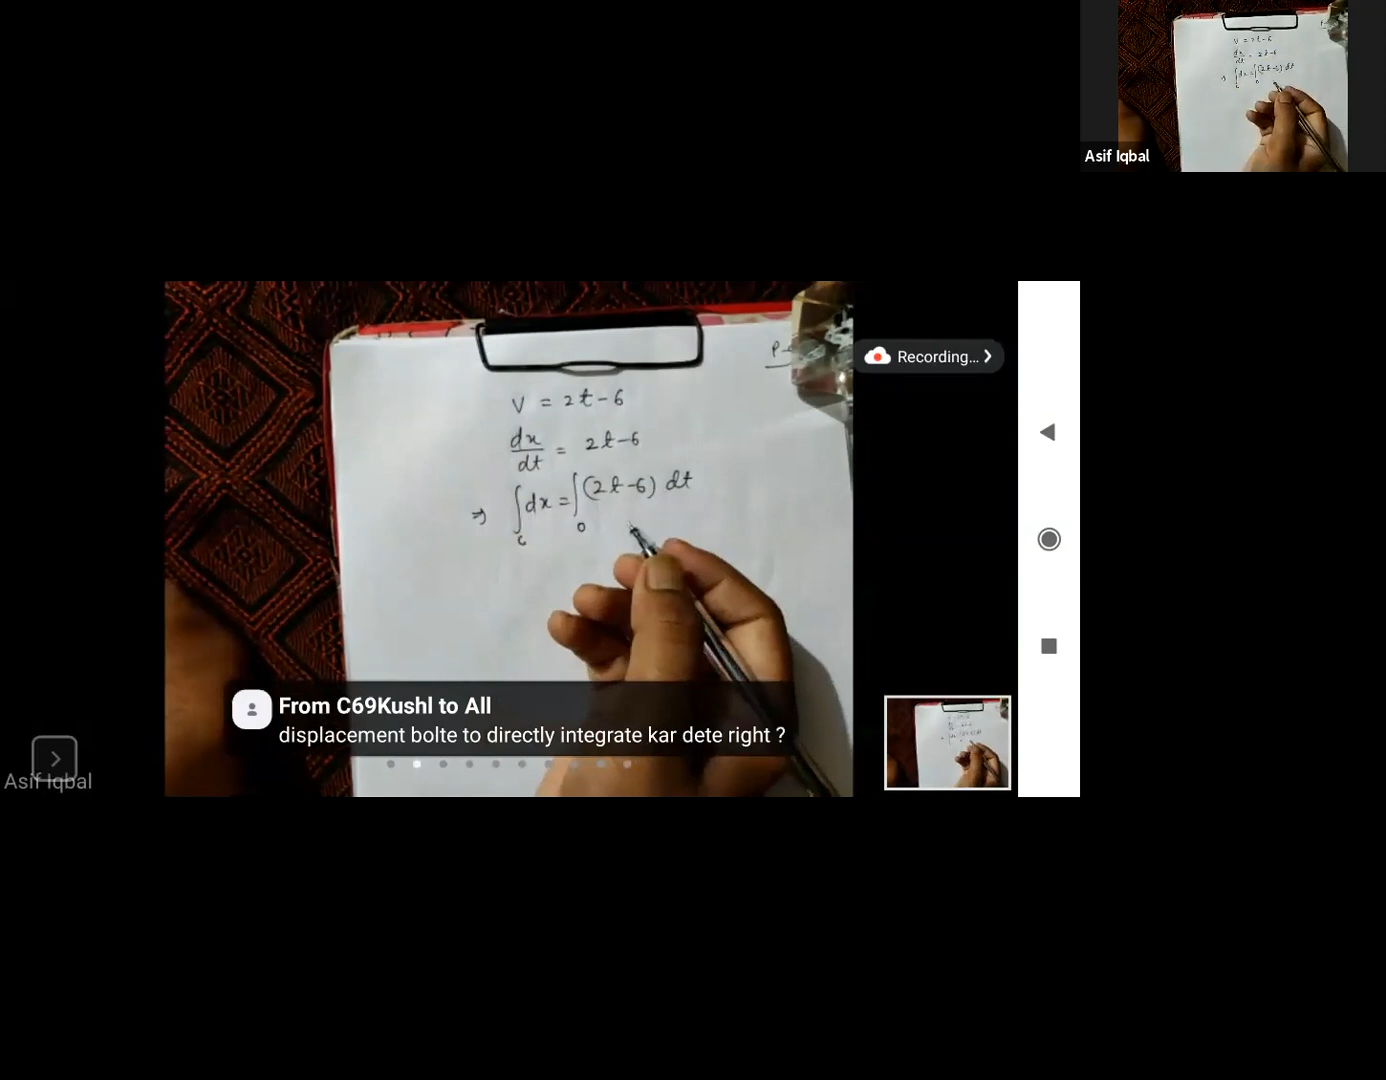 Asif Iqbal
Recording...
P-
V = 2t-6
dx/dt = 2t-6
⇒ ∫dx = ∫(2t-6) dt
0
From C69Kushl to All
displacement bolte to directly integrate kar dete right ?
Asif Iqbal